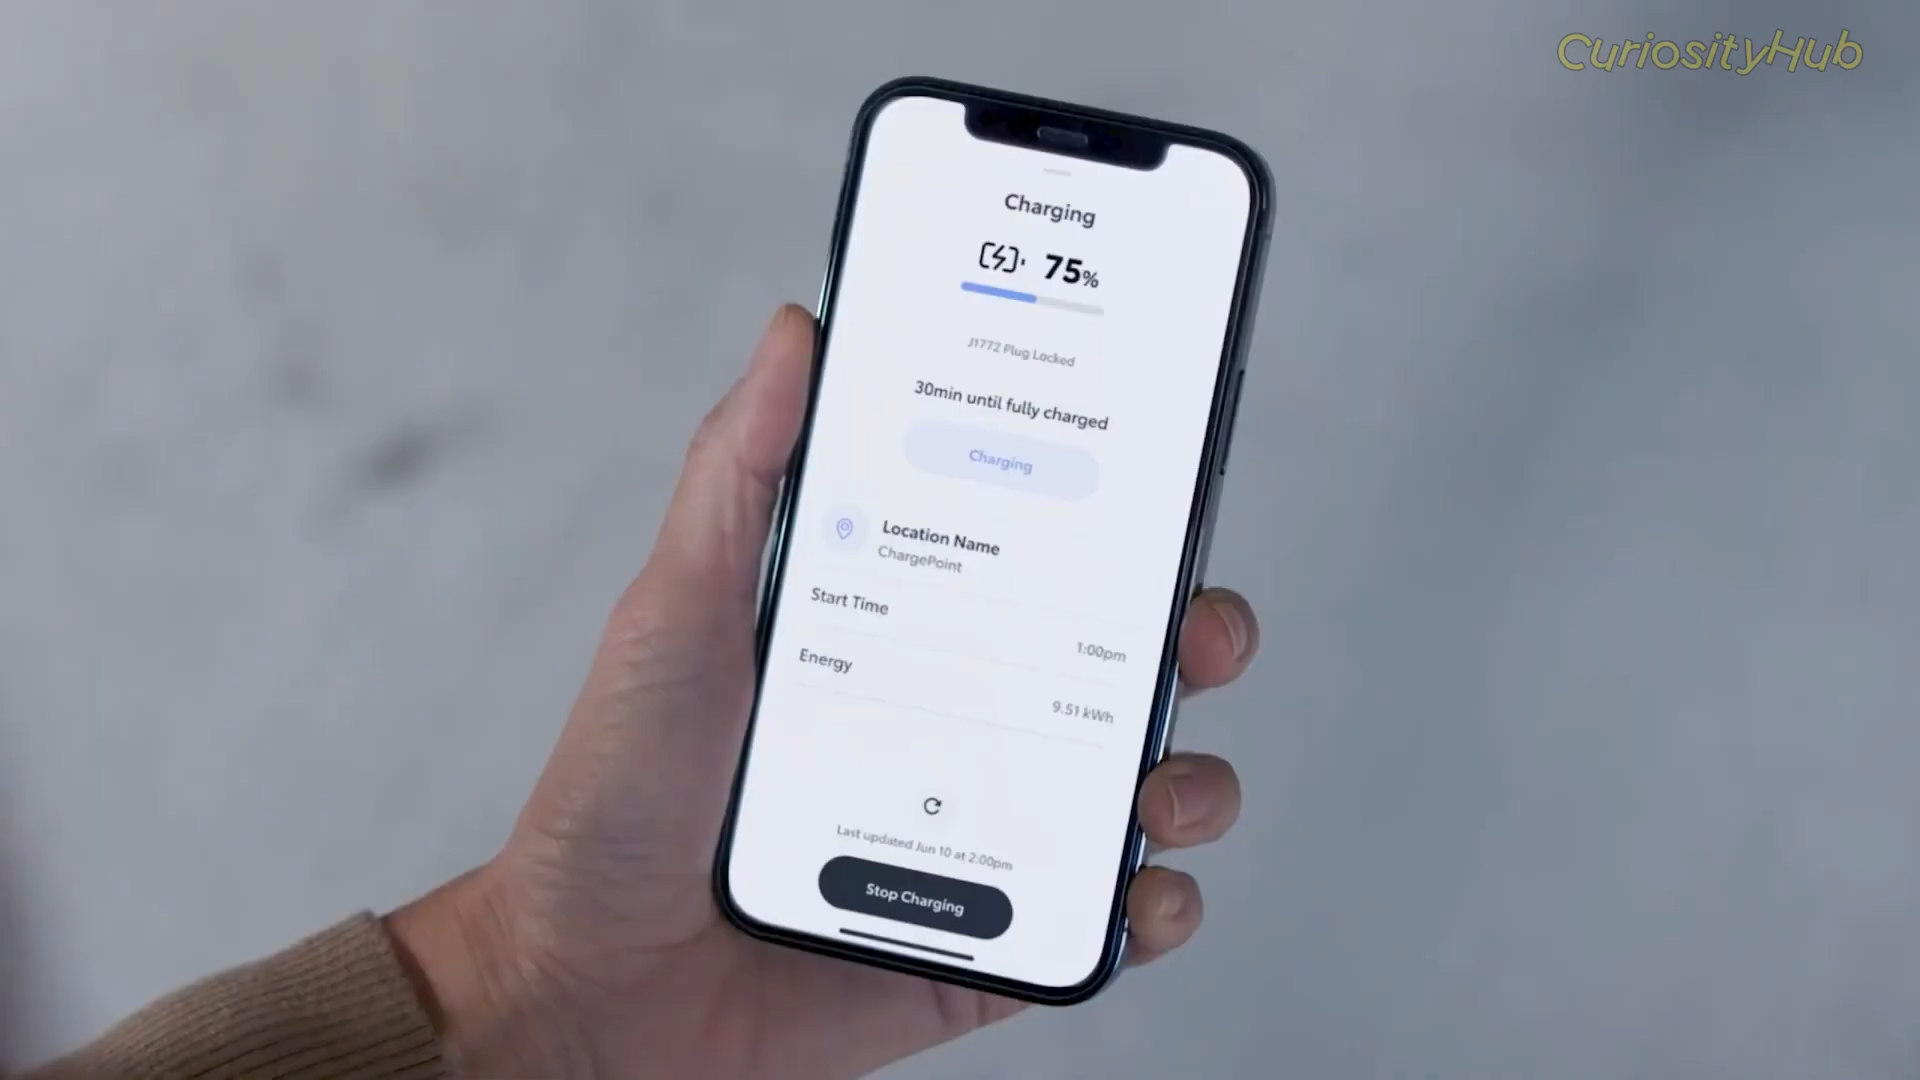 CuriosityHub
Charging
75%
J1772 Plug Locked
30min until fully charged
Charging
Location Name
ChargePoint
Start Time
1:00pm
Energy
9.51 kWh
Last updated Jun 10 at 2:00pm
Stop Charging